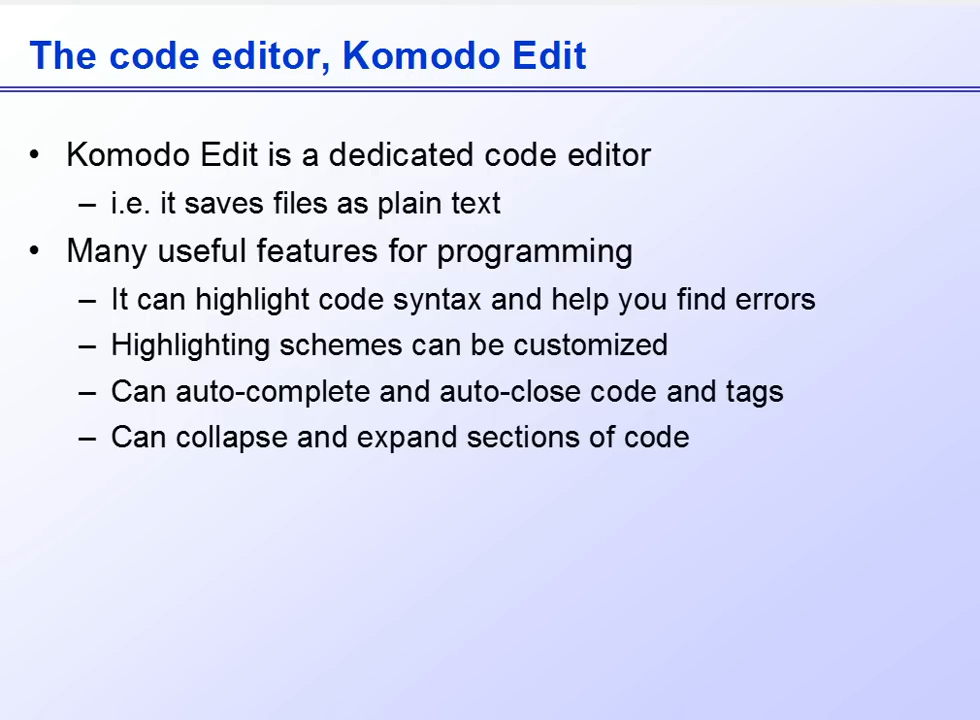 The code editor, Komodo Edit
• Komodo Edit is a dedicated code editor
– i.e. it saves files as plain text
• Many useful features for programming
– It can highlight code syntax and help you find errors
– Highlighting schemes can be customized
– Can auto-complete and auto-close code and tags
– Can collapse and expand sections of code